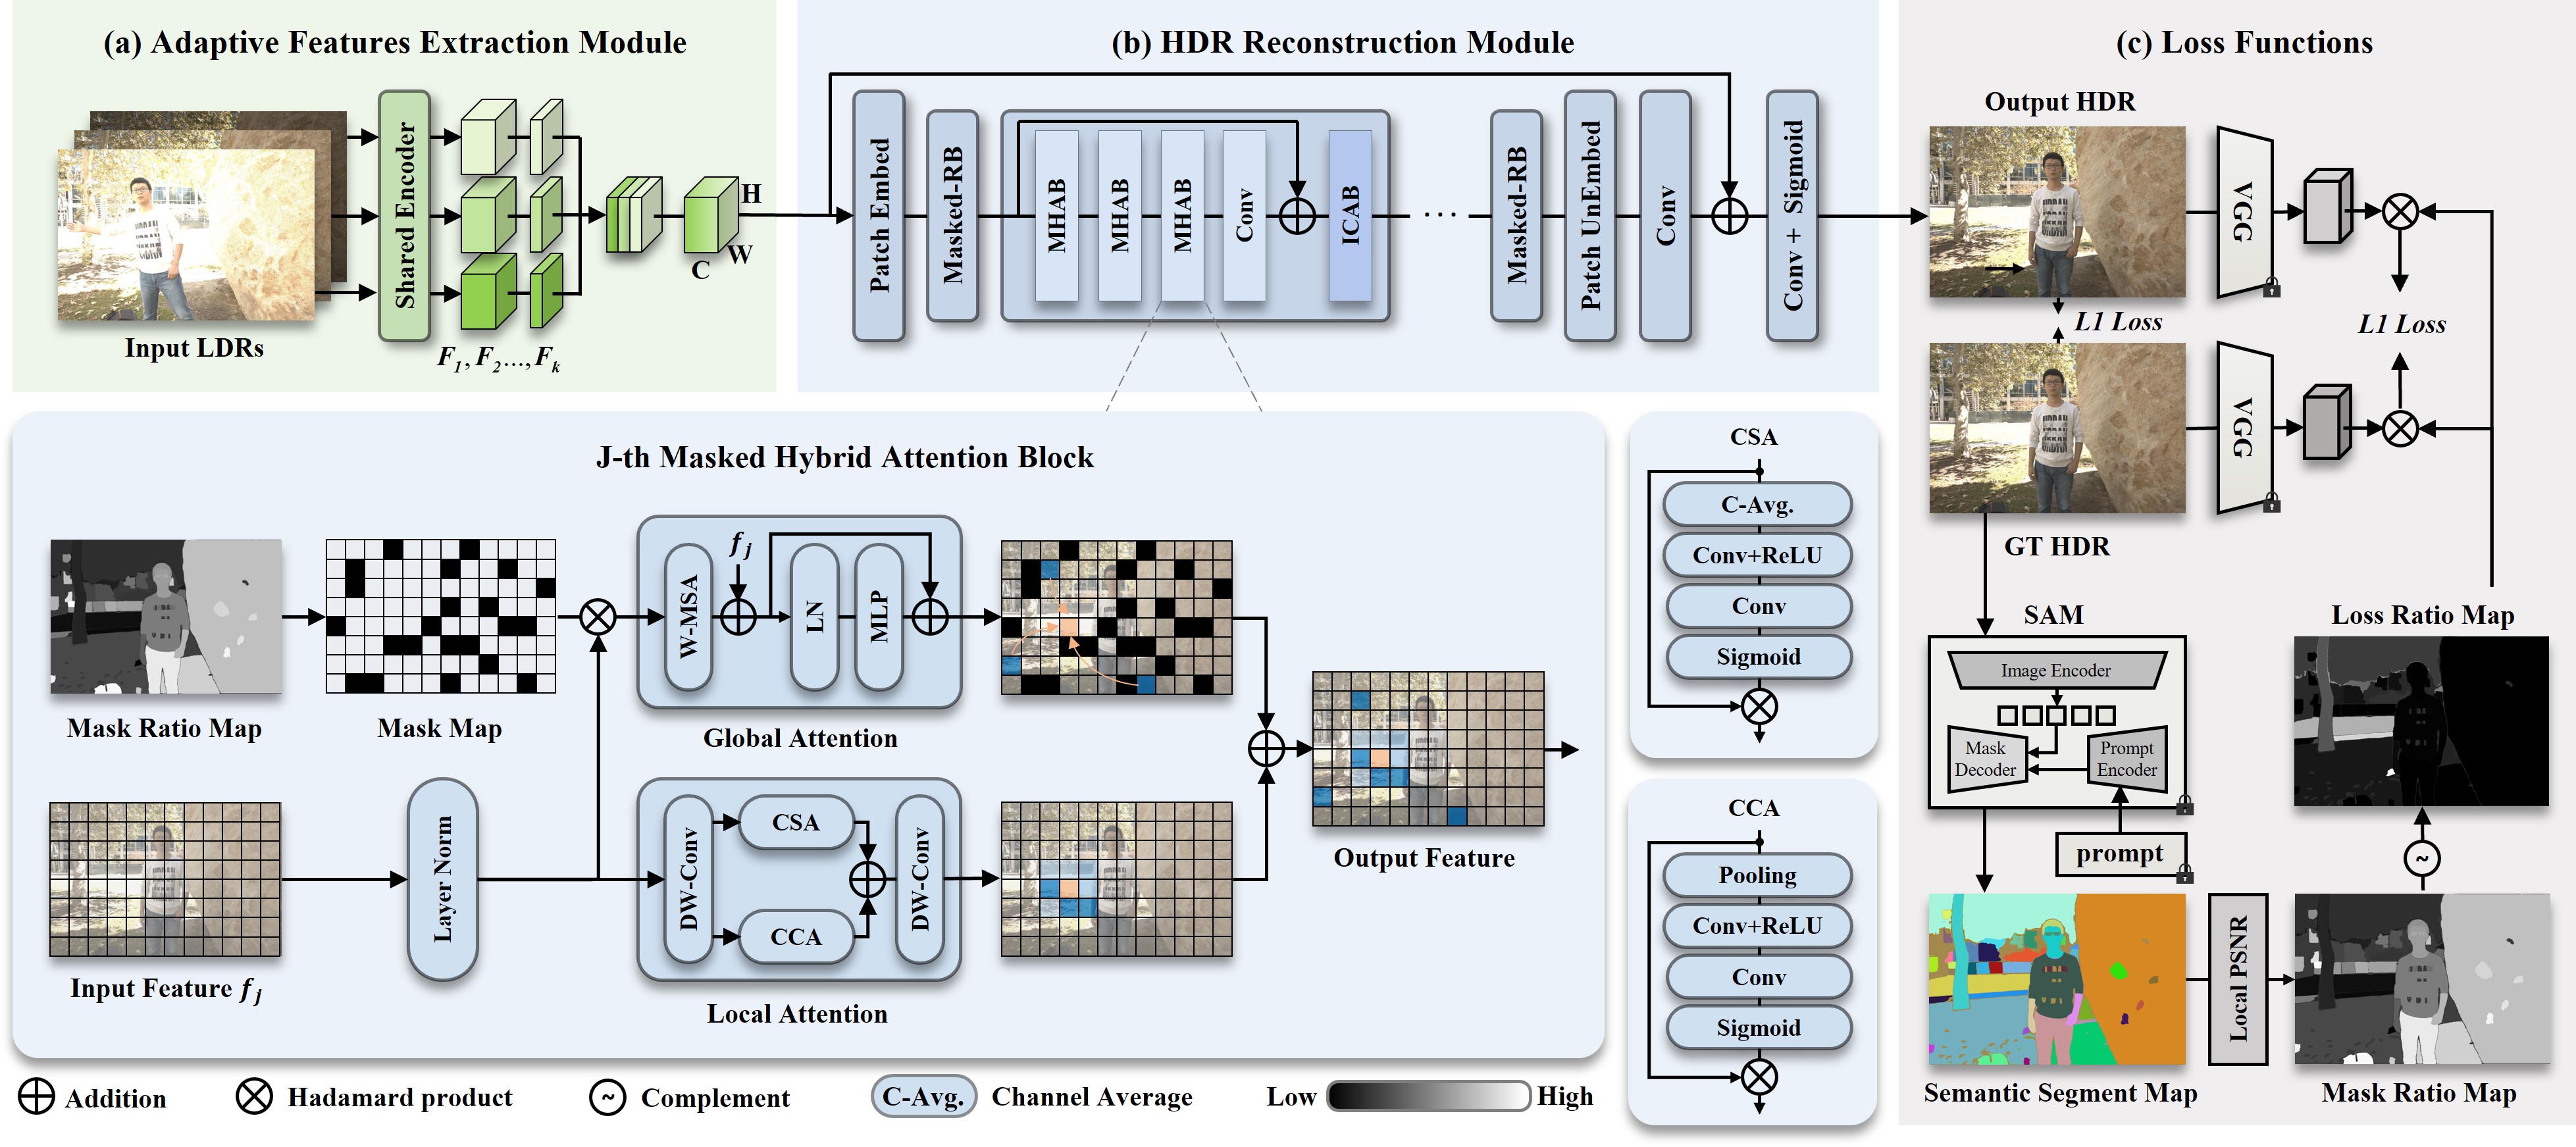 (a) Adaptive Features Extraction Module
Input LDRs
Shared Encoder
F1, F2..., Fk
H
W
C
(b) HDR Reconstruction Module
Patch Embed
Masked-RB
MHAB
MHAB
MHAB
Conv
ICAB
...
Masked-RB
Patch UnEmbed
Conv
Conv + Sigmoid
(c) Loss Functions
Output HDR
VGG
L1 Loss
L1 Loss
VGG
GT HDR
SAM
Image Encoder
Mask
Decoder
Prompt
Encoder
prompt
Loss Ratio Map
~
Local PSNR
Semantic Segment Map
Mask Ratio Map
J-th Masked Hybrid Attention Block
Mask Ratio Map
Mask Map
W-MSA
fj
LN
MLP
Global Attention
Input Feature fj
Layer Norm
DW-Conv
CSA
CCA
DW-Conv
Local Attention
Output Feature
CSA
C-Avg.
Conv+ReLU
Conv
Sigmoid
CCA
Pooling
Conv+ReLU
Conv
Sigmoid
Addition
Hadamard product
~ Complement
C-Avg. Channel Average
Low High